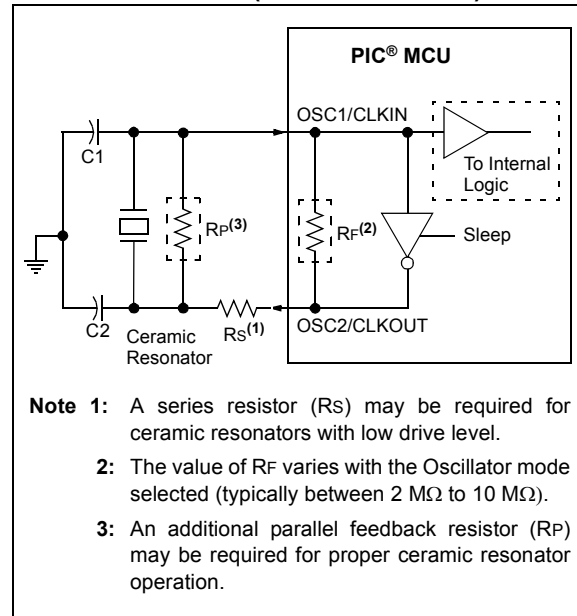 PIC® MCU
OSC1/CLKIN
C1
To Internal
Logic
RP(3)
RF(2)
Sleep
C2
Ceramic
Resonator
RS(1)
OSC2/CLKOUT
Note 1: A series resistor (RS) may be required for
ceramic resonators with low drive level.
2: The value of RF varies with the Oscillator mode
selected (typically between 2 MΩ to 10 MΩ).
3: An additional parallel feedback resistor (RP)
may be required for proper ceramic resonator
operation.